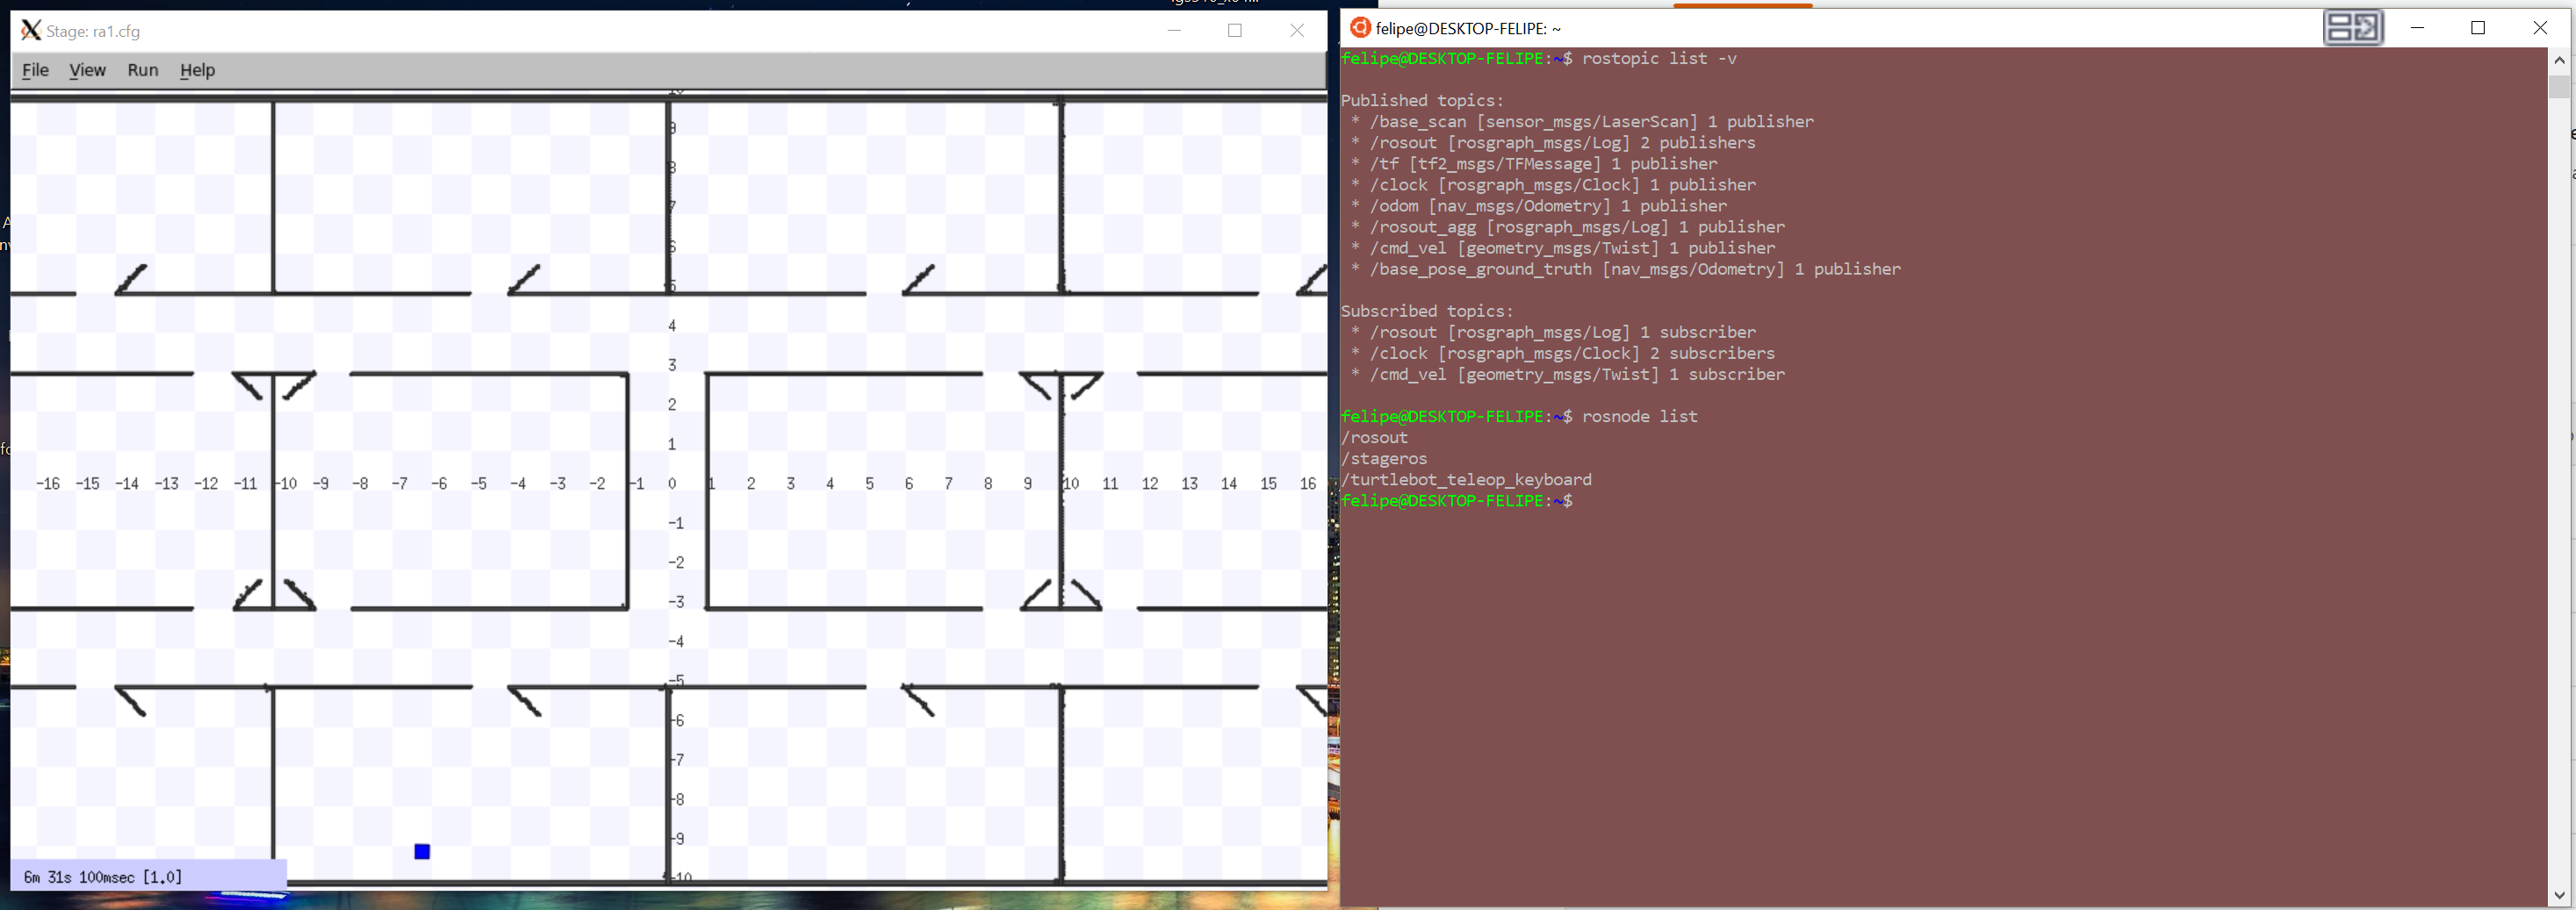 Stage: ra1.cfg
File View Run Help
9
8
7
6
5
4
3
2
1
-16 -15 -14 -13 -12 -11 -10 -9 -8 -7 -6 -5 -4 -3 -2 -1 0 1 2 3 4 5 6 7 8 9 10 11 12 13 14 15 16
-1
-2
-3
-4
-5
-6
-7
-8
-9
-10
6m 31s 100msec [1.0]
felipe@DESKTOP-FELIPE: ~
felipe@DESKTOP-FELIPE:~$ rostopic list -v
Published topics:
* /base_scan [sensor_msgs/LaserScan] 1 publisher
* /rosout [rosgraph_msgs/Log] 2 publishers
* /tf [tf2_msgs/TFMessage] 1 publisher
* /clock [rosgraph_msgs/Clock] 1 publisher
* /odom [nav_msgs/Odometry] 1 publisher
* /rosout_agg [rosgraph_msgs/Log] 1 publisher
* /cmd_vel [geometry_msgs/Twist] 1 publisher
* /base_pose_ground_truth [nav_msgs/Odometry] 1 publisher
Subscribed topics:
* /rosout [rosgraph_msgs/Log] 1 subscriber
* /clock [rosgraph_msgs/Clock] 2 subscribers
* /cmd_vel [geometry_msgs/Twist] 1 subscriber
felipe@DESKTOP-FELIPE:~$ rosnode list
/rosout
/stageros
/turtlebot_teleop_keyboard
felipe@DESKTOP-FELIPE:~$